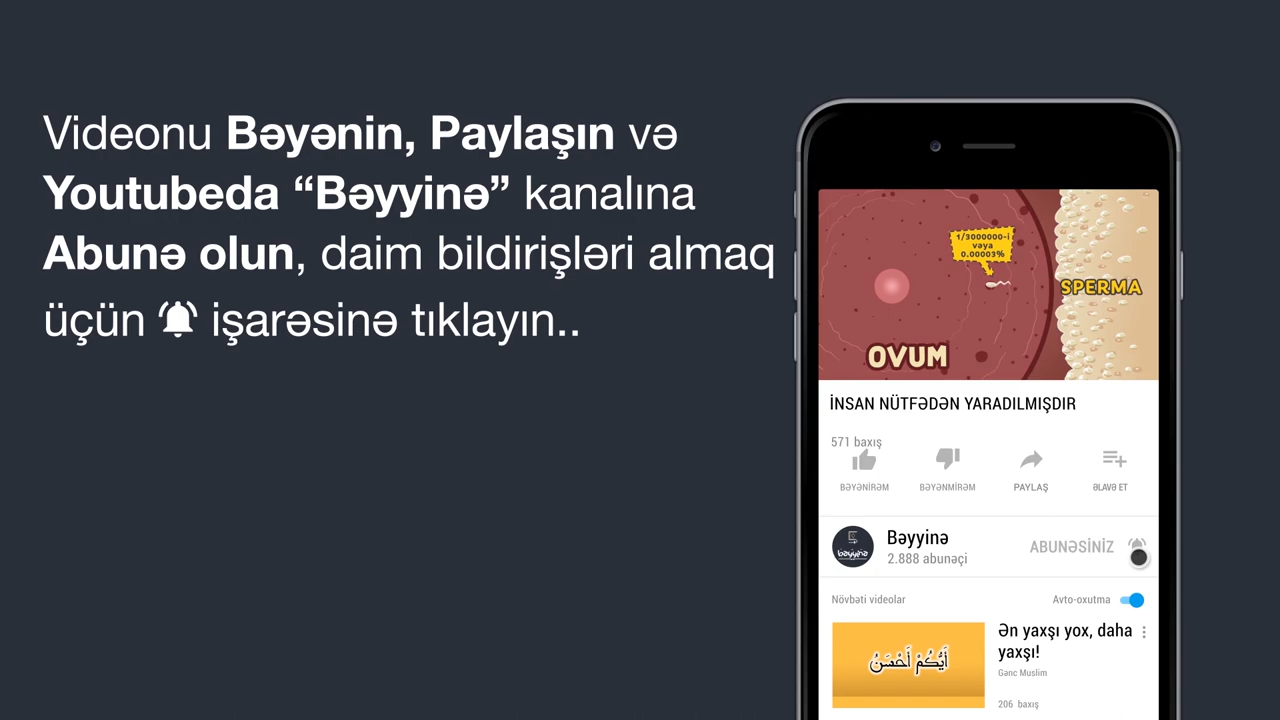 Videonu Bəyənin, Paylaşın və
Youtubeda “Bəyyinə” kanalına
Abunə olun, daim bildirişləri almaq
üçün işarəsinə tıklayın..
1/3000000-i
vəya
0.00003%
SPERMA
OVUM
İNSAN NÜTFƏDƏN YARADILMIŞDIR
571 baxış
BƏYƏNİRƏM BƏYƏNMİRƏM PAYLAŞ ƏLAVƏ ET
bəyyinə
Bəyyinə
2.888 abunəçi
ABUNƏSİNİZ
Növbəti videolar Avto-oxutma
أَيُّكُمْ أَحْسَنُ
Ən yaxşı yox, daha
yaxşı!
Gənc Muslim
206 baxış